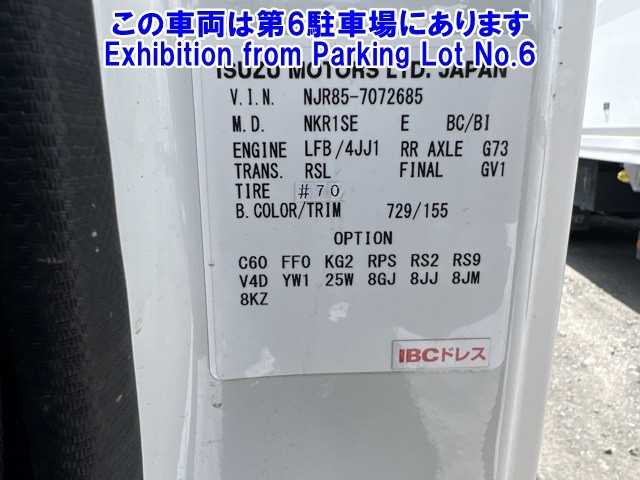 この車両は第6駐車場にあります
Exhibition from Parking Lot No.6
ISUZU MOTORS LTD. JAPAN
V.I.N. NJR85-7072685
M.D. NKR1SE E BC/BI
ENGINE LFB/4JJ1 RR AXLE G73
TRANS. RSL FINAL GV1
TIRE #70
B.COLOR/TRIM 729/155
OPTION
C60 FF0 KG2 RPS RS2 RS9
V4D YW1 25W 8GJ 8JJ 8JM
8KZ
IBCドレス